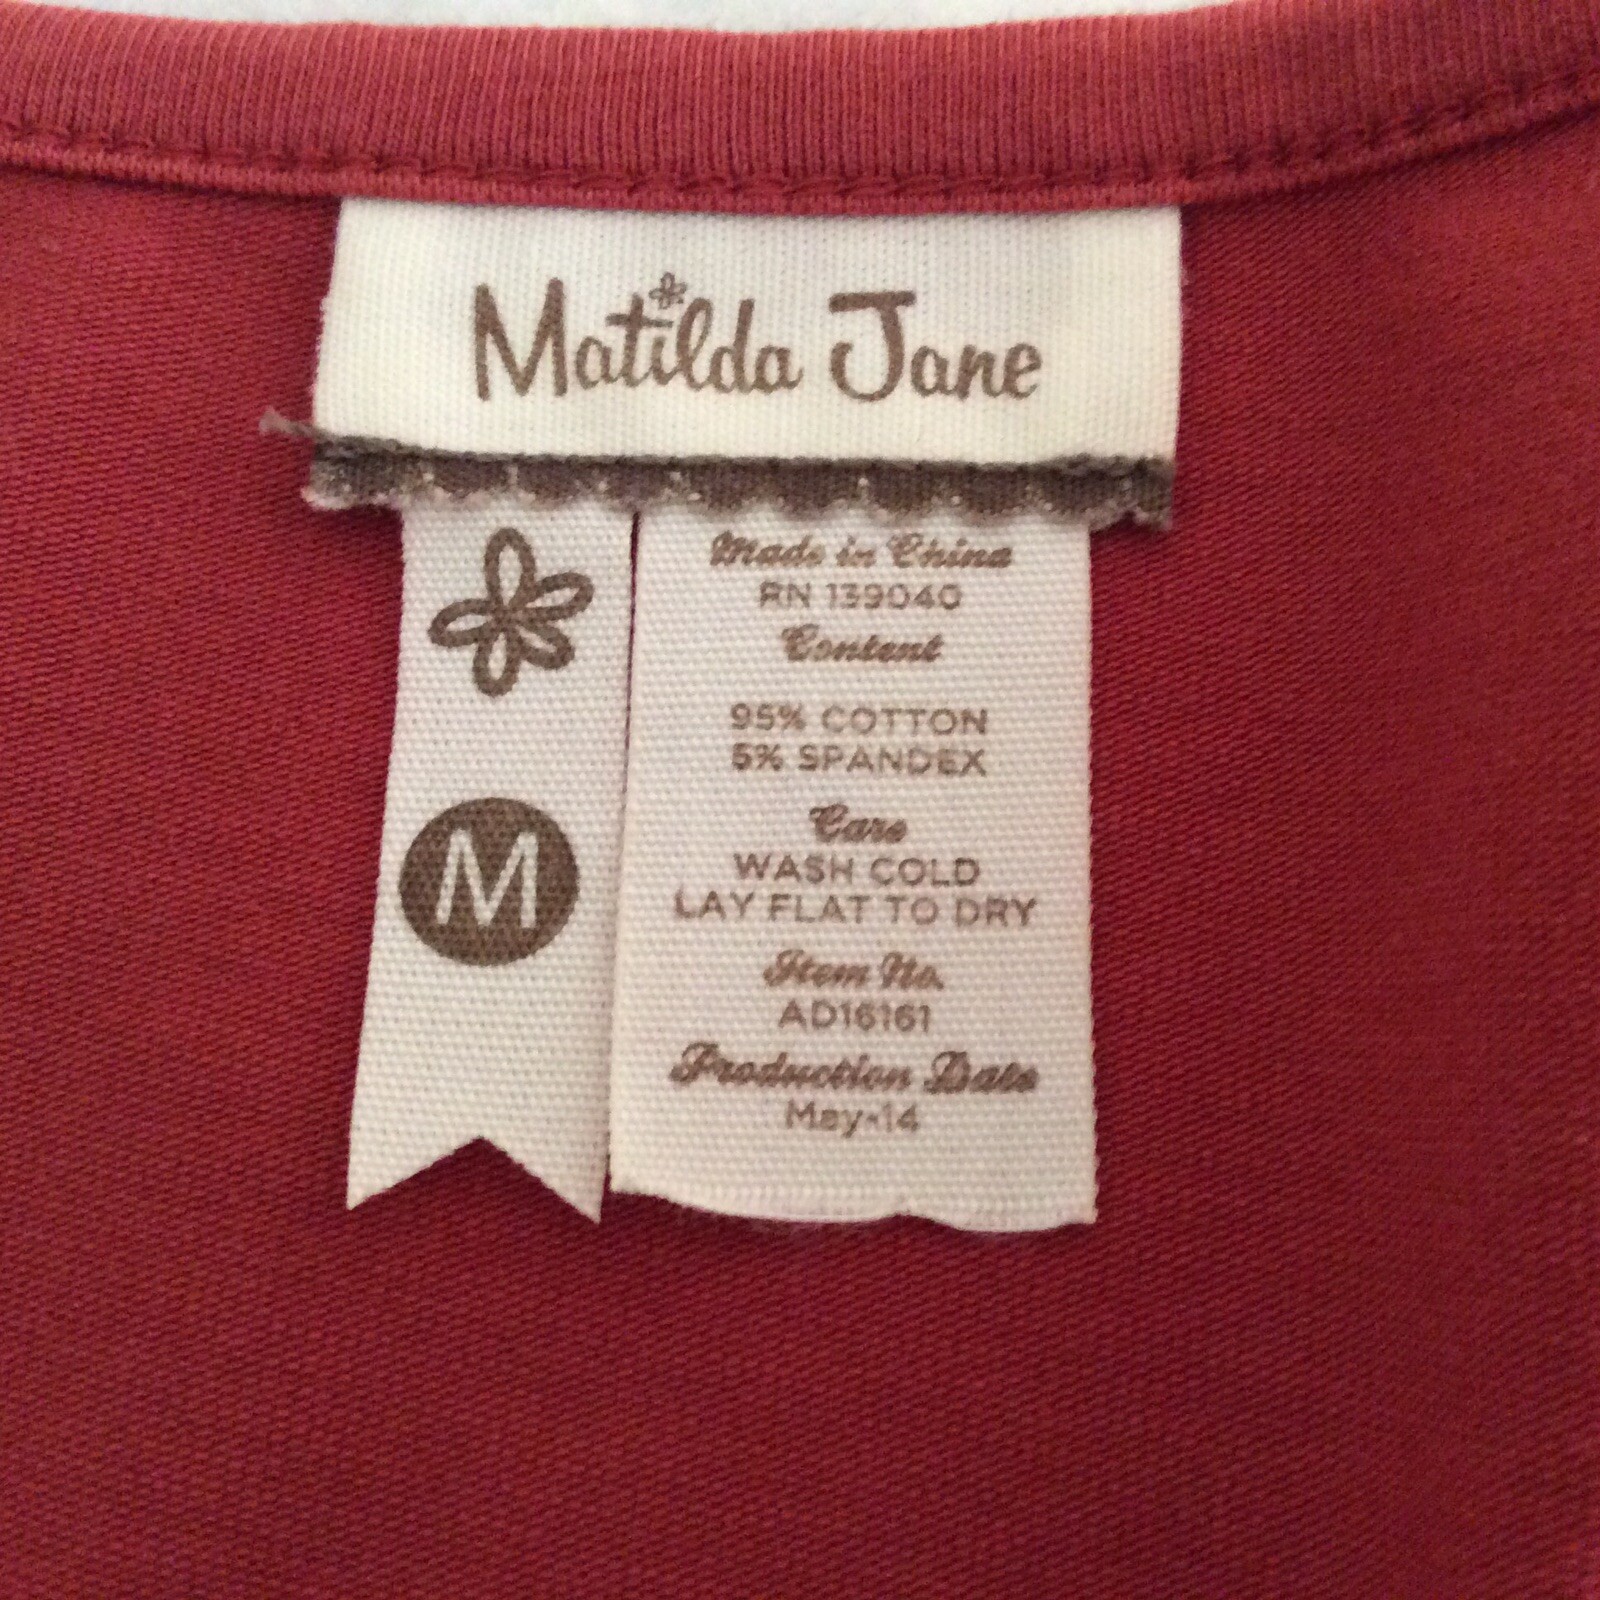 Matilda Jane
M
Made in China
RN 139040
Content
95% COTTON
5% SPANDEX
Care
WASH COLD
LAY FLAT TO DRY
Item No.
AD16161
Production Date
May-14